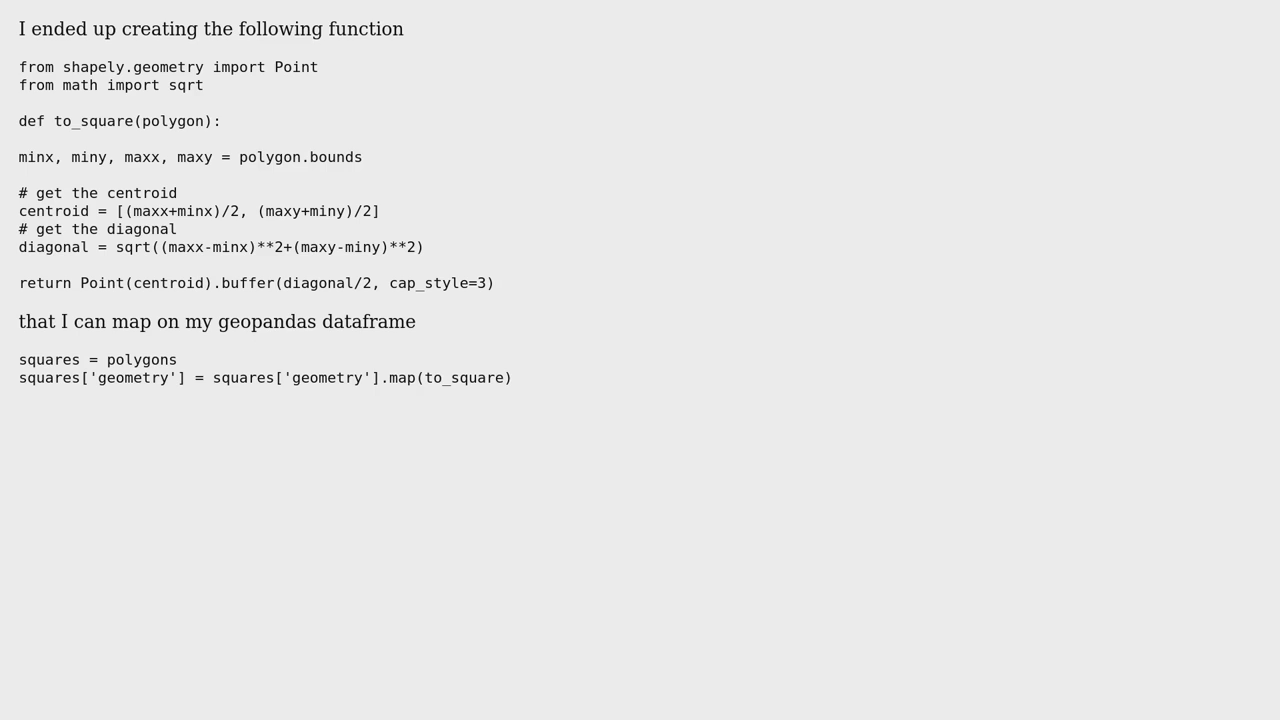 I ended up creating the following function
from shapely.geometry import Point
from math import sqrt
def to_square(polygon):
minx, miny, maxx, maxy = polygon.bounds
# get the centroid
centroid = [(maxx+minx)/2, (maxy+miny)/2]
# get the diagonal
diagonal = sqrt((maxx-minx)**2+(maxy-miny)**2)
return Point(centroid).buffer(diagonal/2, cap_style=3)
that I can map on my geopandas dataframe
squares = polygons
squares['geometry'] = squares['geometry'].map(to_square)